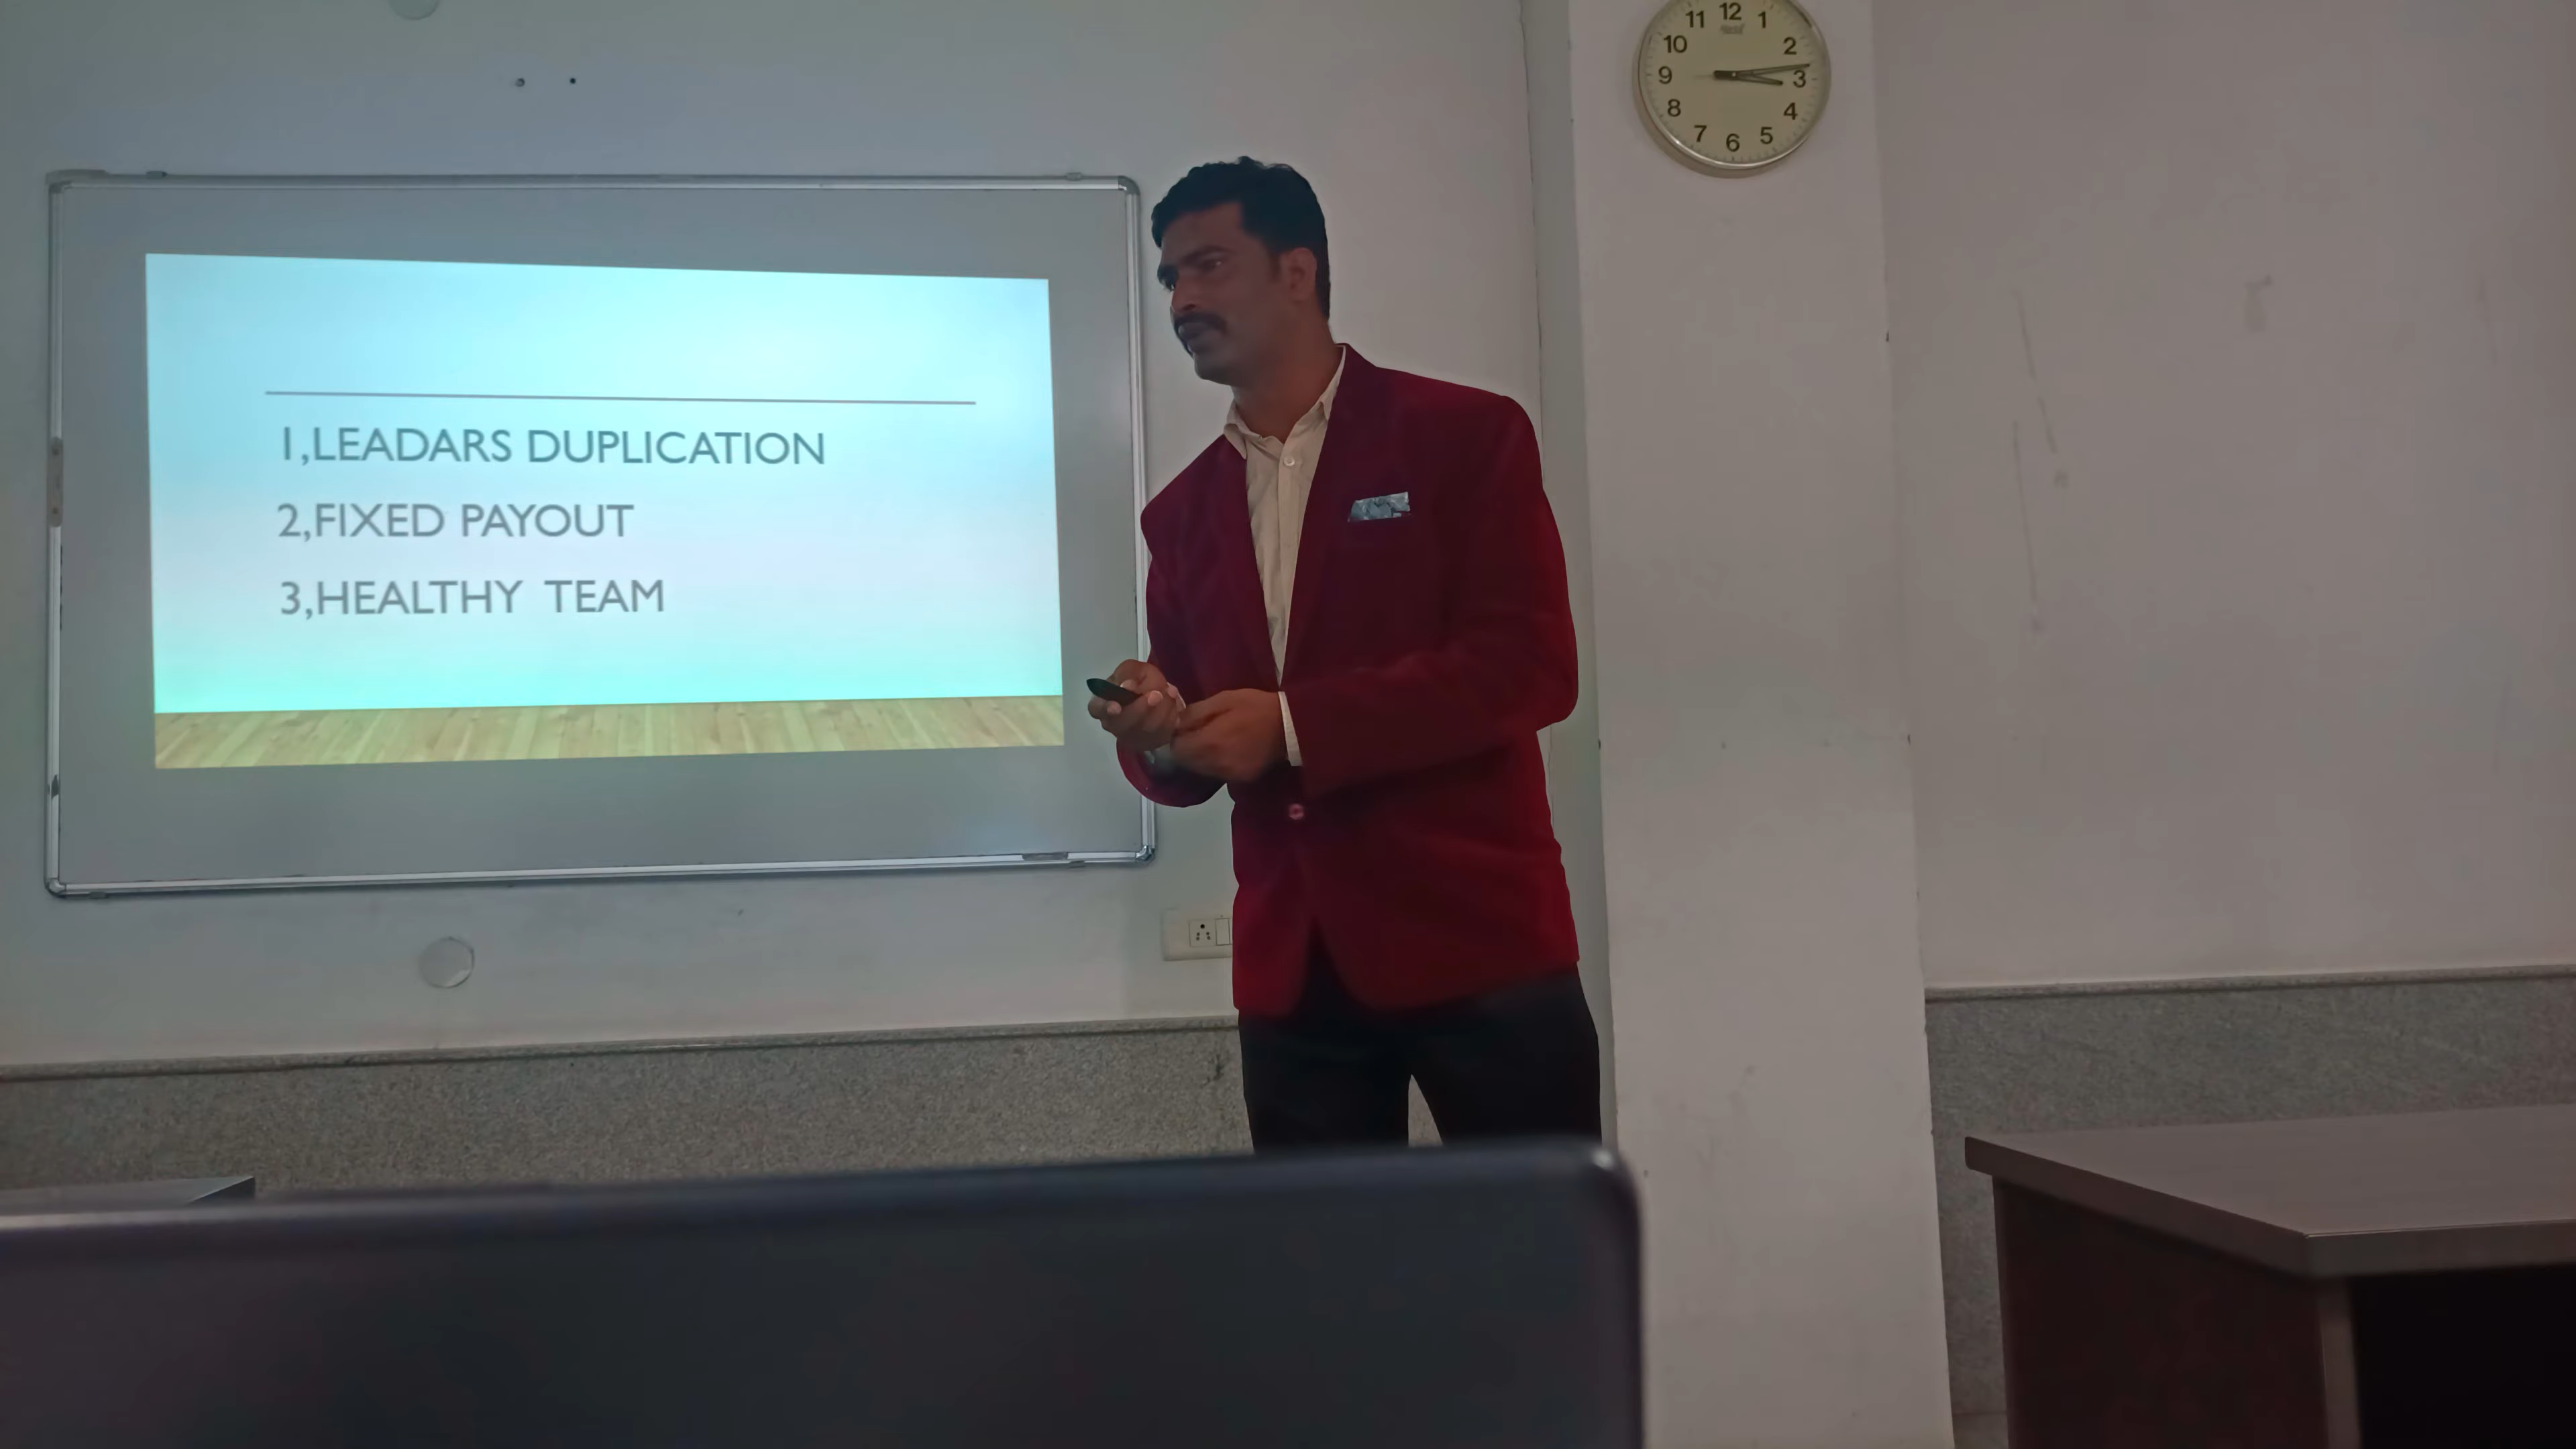 1,LEADARS DUPLICATION
2,FIXED PAYOUT
3,HEALTHY TEAM
11 12 1
10 2
9 3
8 4
7 6 5